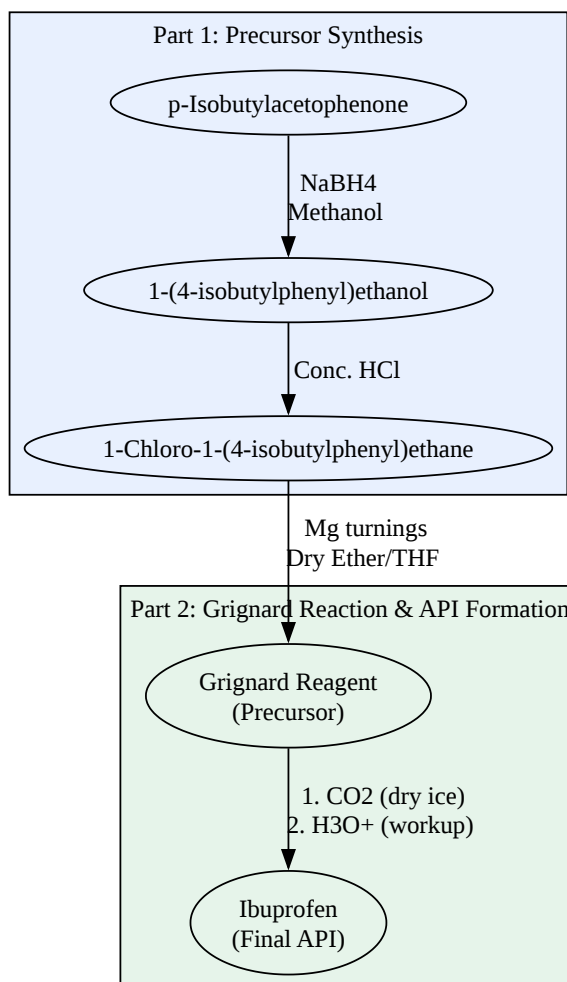 Part 1: Precursor Synthesis
p-Isobutylacetophenone
NaBH4
Methanol
1-(4-isobutylphenyl)ethanol
Conc. HCl
1-Chloro-1-(4-isobutylphenyl)ethane
Mg turnings
Dry Ether/THF
Part 2: Grignard Reaction & API Formation
Grignard Reagent
(Precursor)
1. CO2 (dry ice)
2. H3O+ (workup)
Ibuprofen
(Final API)